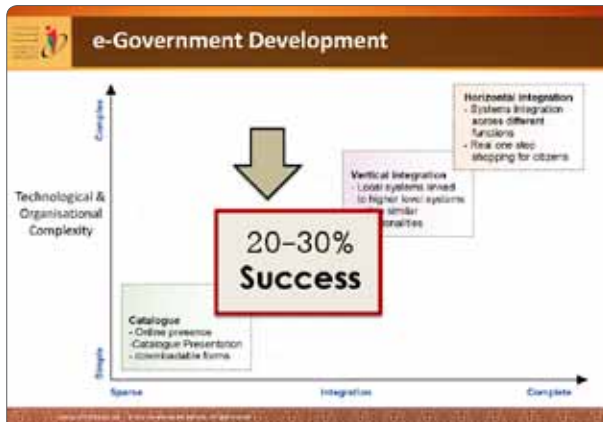 e-Government Development
Complex
Horizontal Integration
- Systems Integration
across different
functions
- Real one stop
shopping for citizens
Vertical Integration
- Local systems linked
to higher level systems
similar
Technological &
Organisational
Complexity
20-30%
Success
Catalogue
- Online presence
-Catalogue Presentation
- downloadable forms
Simple
Sparse
Integration
Complete